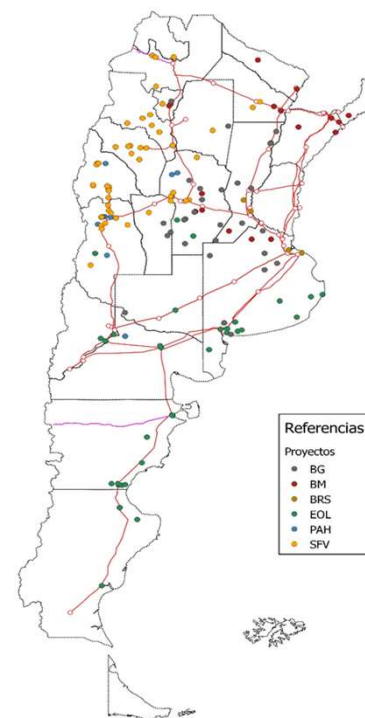 Referencias
Proyectos
BG
BM
BRS
EOL
PAH
SFV